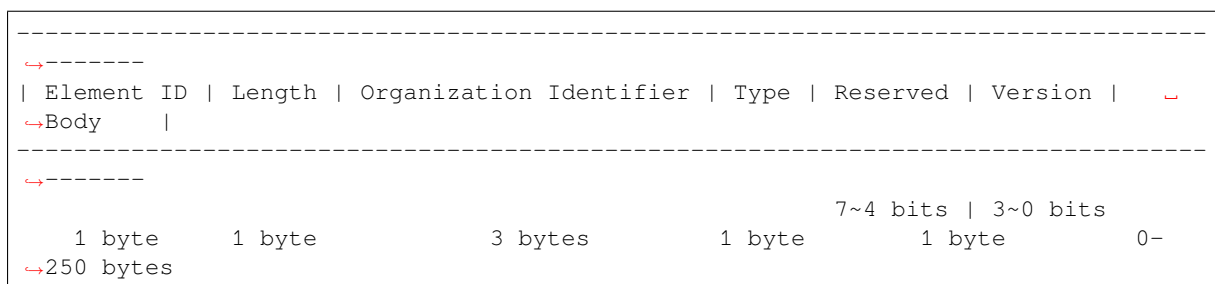 ------------------------------------------------------------------------------------
↪-------
| Element ID | Length | Organization Identifier | Type | Reserved | Version |   ␣
↪Body    |
------------------------------------------------------------------------------------
↪-------
                                                          7~4 bits | 3~0 bits
    1 byte     1 byte             3 bytes         1 byte        1 byte         0-
↪250 bytes